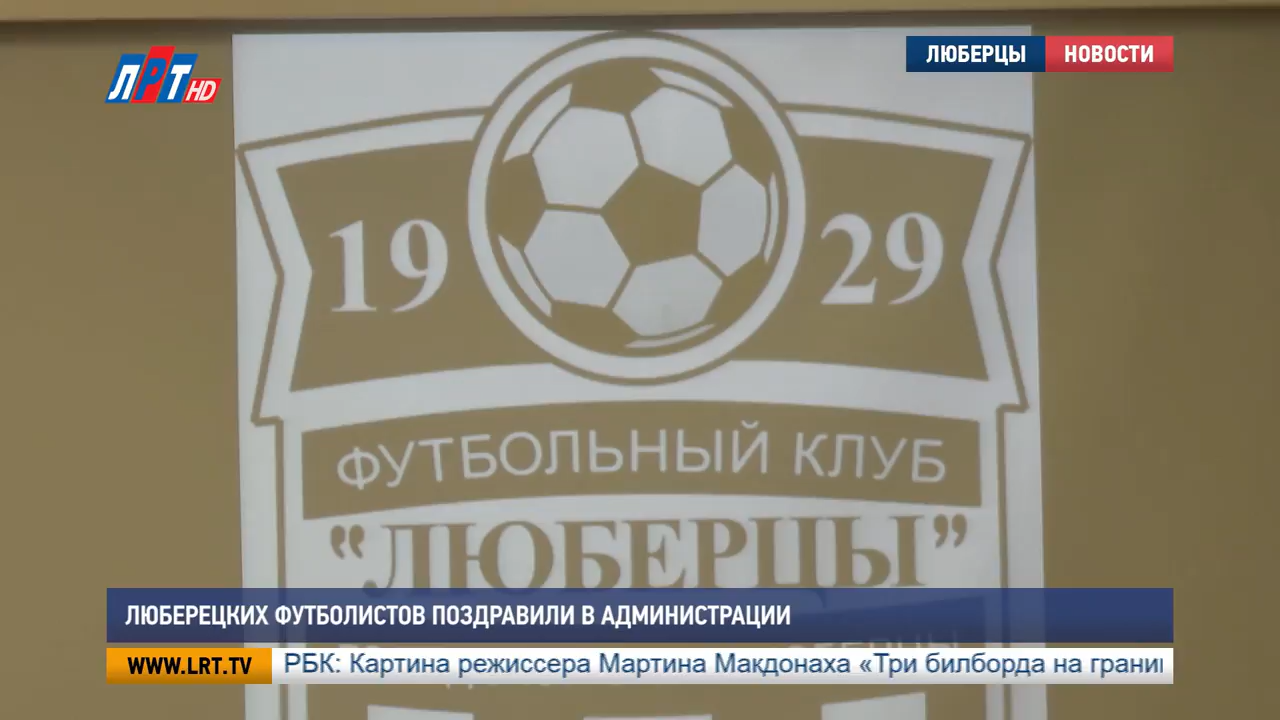 ЛРТ HD
ЛЮБЕРЦЫ НОВОСТИ
19 29
ФУТБОЛЬНЫЙ КЛУБ
"ЛЮБЕРЦЫ"
ЛЮБЕРЕЦКИХ ФУТБОЛИСТОВ ПОЗДРАВИЛИ В АДМИНИСТРАЦИИ
WWW.LRT.TV РБК: Картина режиссера Мартина Макдонаха «Три билборда на